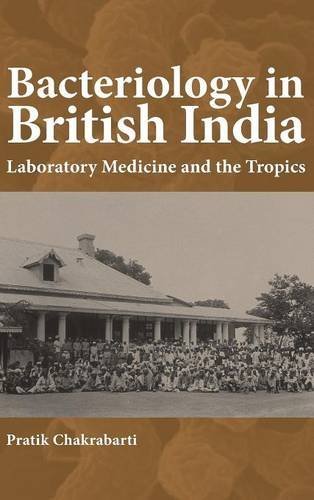 Bacteriology in
British India
Laboratory Medicine and the Tropics
Pratik Chakrabarti